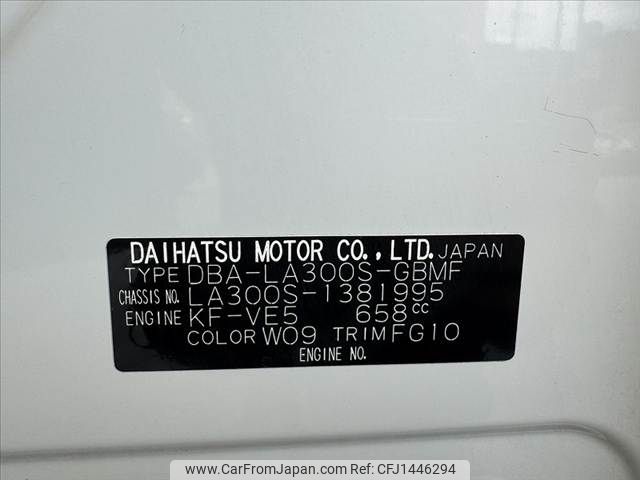 DAIHATSU MOTOR CO., LTD. JAPAN
TYPE DBA-LA300S-GBMF
CHASSIS NO. LA300S-1381995
ENGINE KF-VE5 658cc
COLOR W09 TRIM FG10
ENGINE NO.
www.CarFromJapan.com CFJ1446294